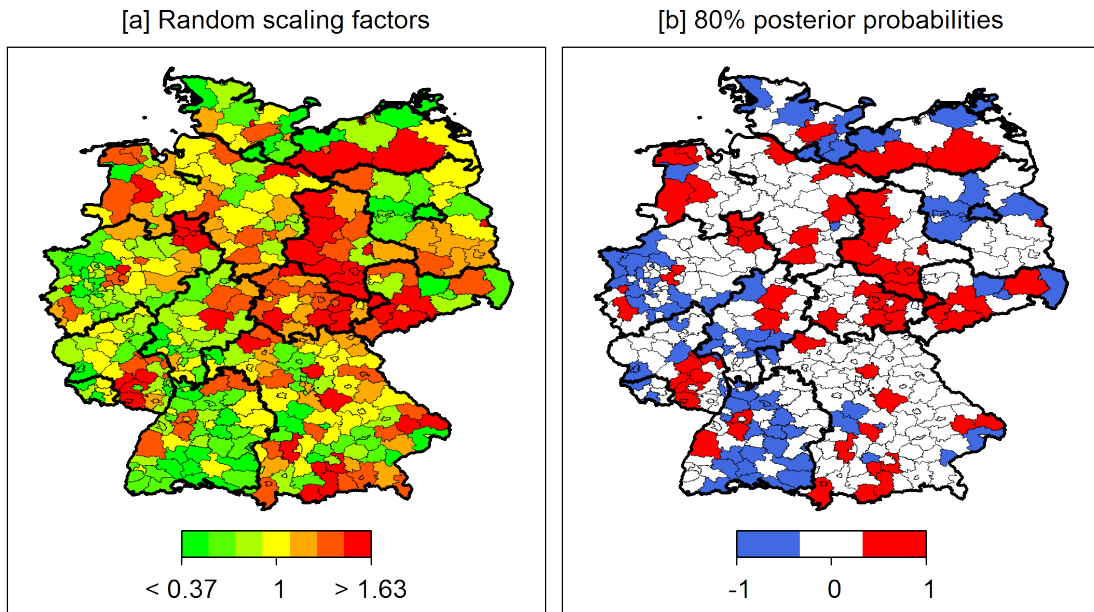 [a] Random scaling factors
[b] 80% posterior probabilities
< 0.37 1 > 1.63
-1 0 1